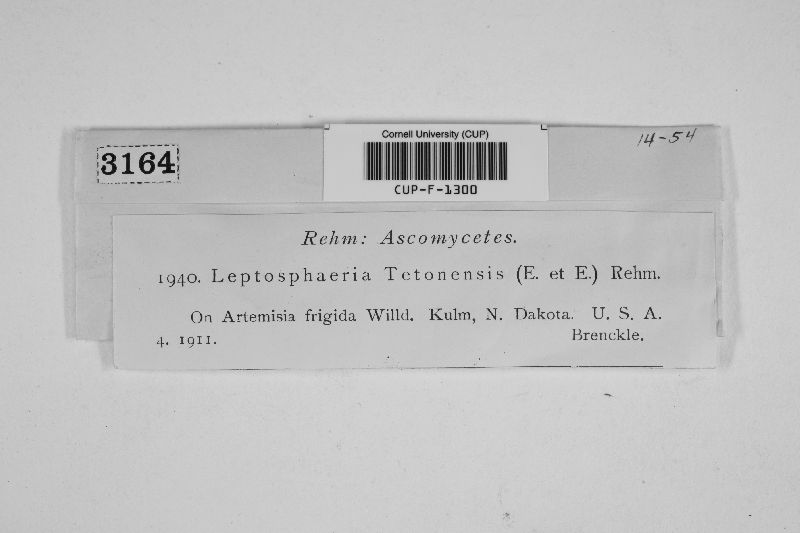 Cornell University (CUP)
14-54
3164
CUP-F-1300
Rehm: Ascomycetes.
1940. Leptosphaeria Tetonensis (E. et E.) Rehm.
On Artemisia frigida Willd. Kulm, N. Dakota. U. S. A.
4. 1911. Brenckle.